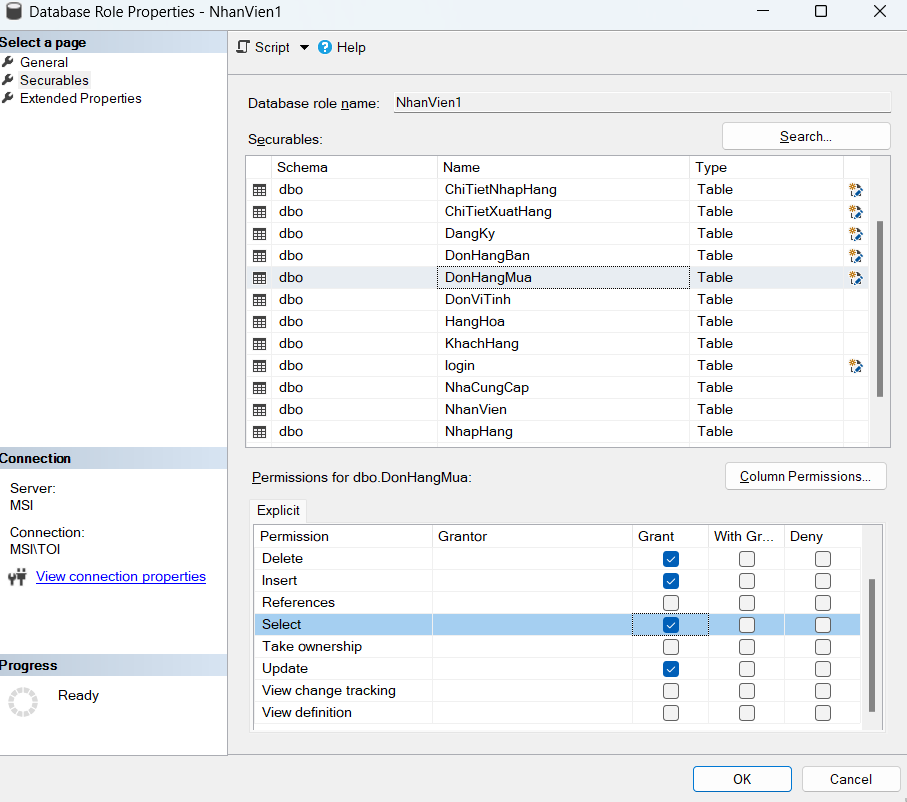 Database Role Properties - NhanVien1
Select a page
General
Securables
Extended Properties
Script Help
Database role name: NhanVien1
Securables:
Search...
Schema Name Type
dbo ChiTietNhapHang Table
dbo ChiTietXuatHang Table
dbo DangKy Table
dbo DonHangBan Table
dbo DonHangMua Table
dbo DonViTinh Table
dbo HangHoa Table
dbo KhachHang Table
dbo login Table
dbo NhaCungCap Table
dbo NhanVien Table
dbo NhapHang Table
Connection
Server:
MSI
Connection:
MSI\TOI
View connection properties
Progress
Ready
Permissions for dbo.DonHangMua:
Column Permissions...
Explicit
Permission Grantor Grant With Gr... Deny
Delete
Insert
References
Select
Take ownership
Update
View change tracking
View definition
OK Cancel